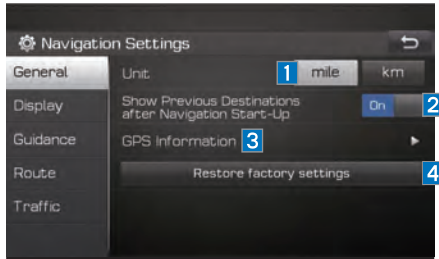 Navigation Settings
General
Unit
1
mile
km
Display
Show Previous Destinations
after Navigation Start-Up
On
2
Guidance
GPS Information
3
Route
Restore factory settings
4
Traffic